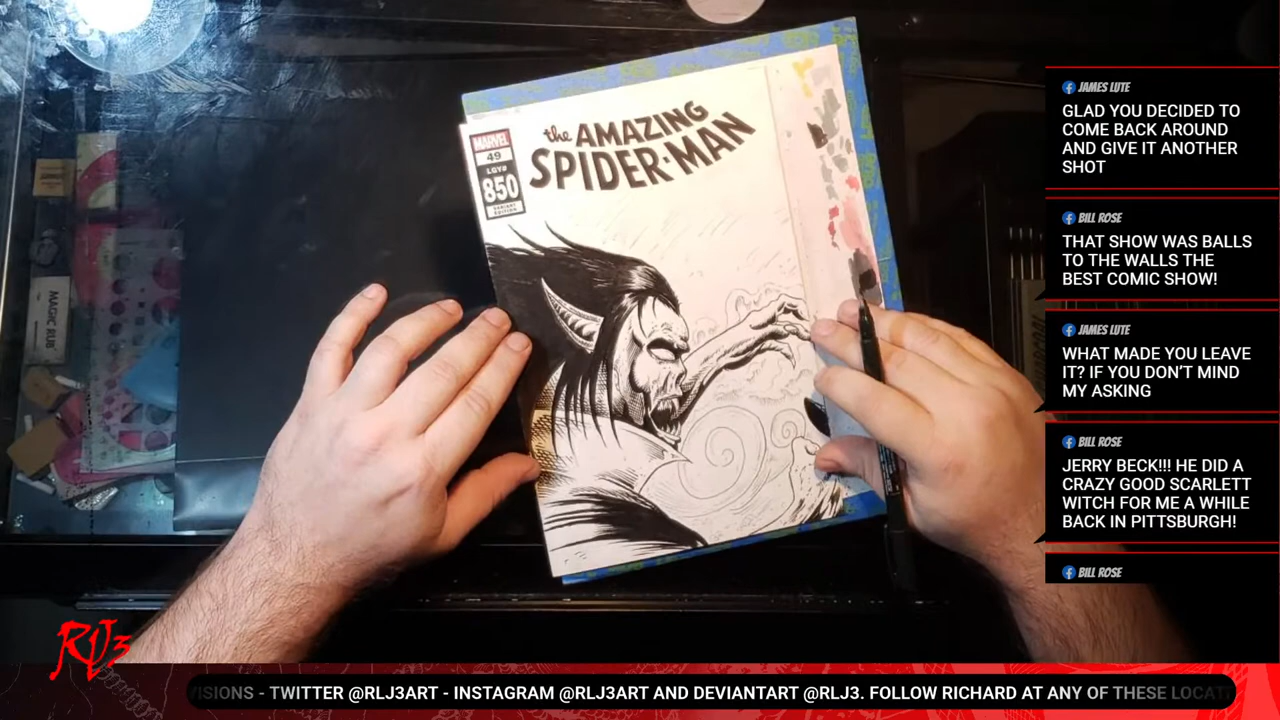 MARVEL
49
LGY#
850
VARIANT
EDITION
the AMAZING
SPIDER-MAN
MAGIC RUB
JAMES LUTE
GLAD YOU DECIDED TO
COME BACK AROUND
AND GIVE IT ANOTHER
SHOT
BILL ROSE
THAT SHOW WAS BALLS
TO THE WALLS THE
BEST COMIC SHOW!
JAMES LUTE
WHAT MADE YOU LEAVE
IT? IF YOU DON'T MIND
MY ASKING
BILL ROSE
JERRY BECK!!! HE DID A
CRAZY GOOD SCARLETT
WITCH FOR ME A WHILE
BACK IN PITTSBURGH!
BILL ROSE
RLJ3
VISIONS - TWITTER @RLJ3ART - INSTAGRAM @RLJ3ART AND DEVIANTART @RLJ3. FOLLOW RICHARD AT ANY OF THESE LOCAT